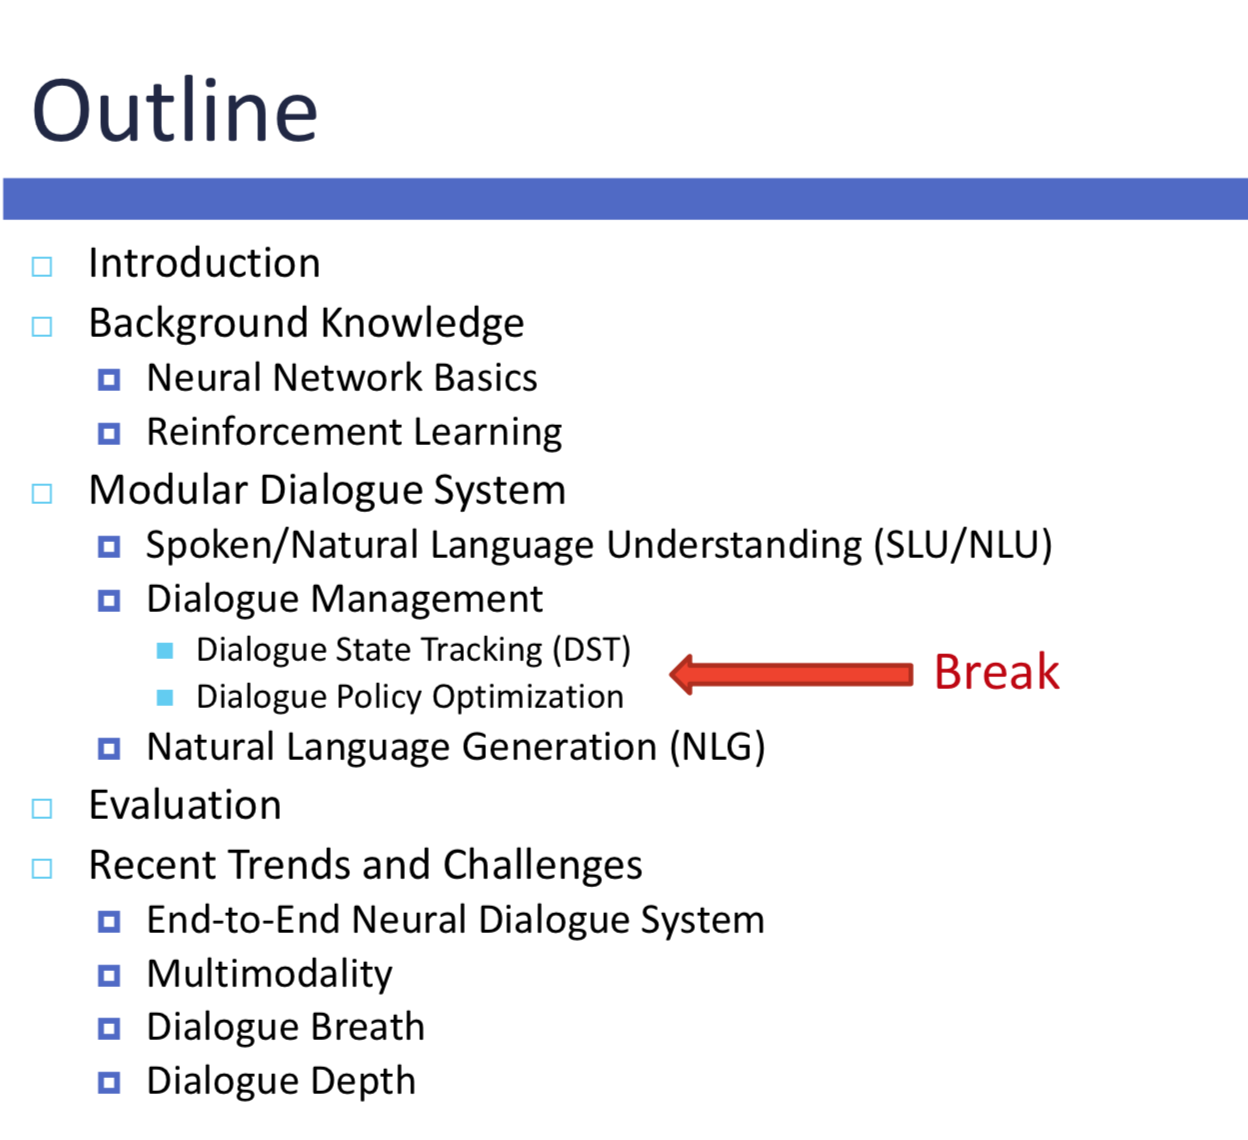 Outline
Introduction
Background Knowledge
Neural Network Basics
Reinforcement Learning
Modular Dialogue System
Spoken/Natural Language Understanding (SLU/NLU)
Dialogue Management
Dialogue State Tracking (DST)
Break
Dialogue Policy Optimization
Natural Language Generation (NLG)
Evaluation
Recent Trends and Challenges
End-to-End Neural Dialogue System
Multimodality
Dialogue Breath
Dialogue Depth